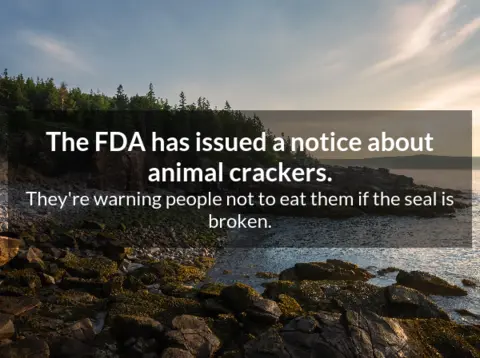 The FDA has issued a notice about
animal crackers.
They're warning people not to eat them if the seal is
broken.